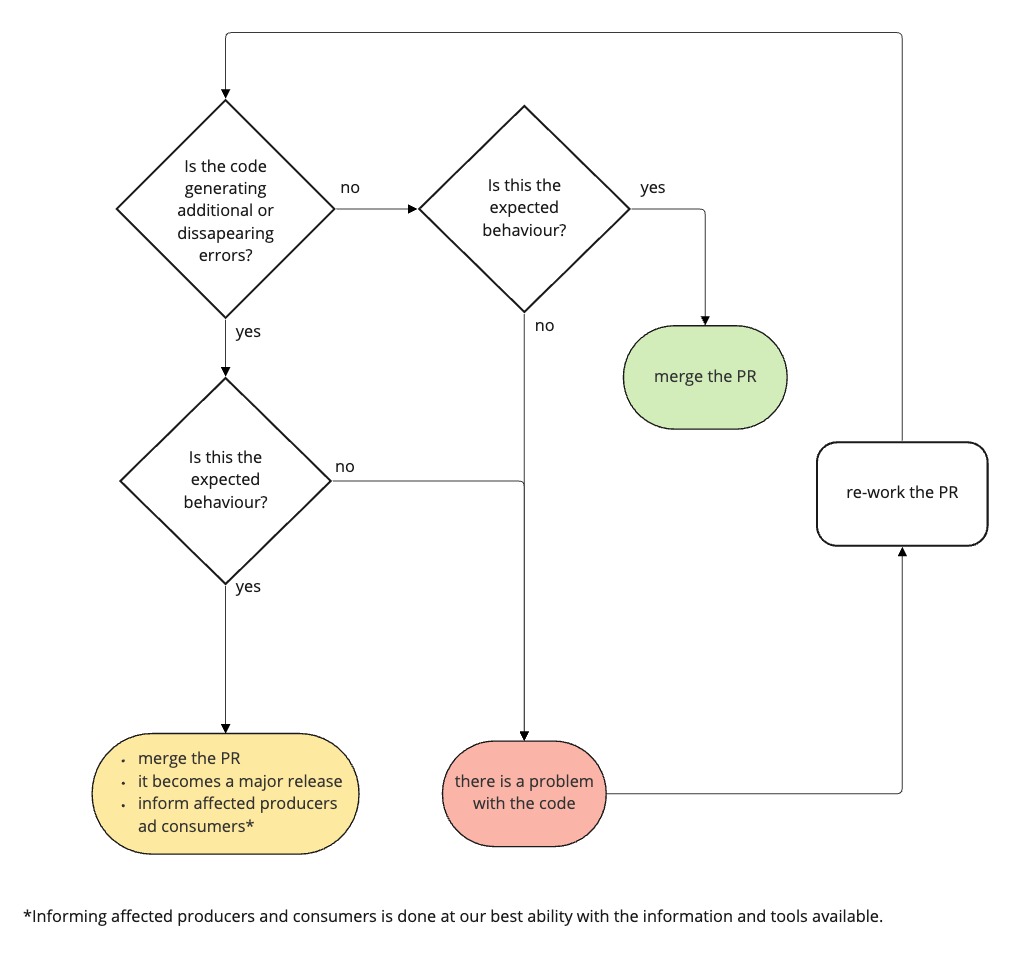 Is the code
generating
additional or
dissapearing
errors?
no
Is this the
expected
behaviour?
yes
yes
no
merge the PR
Is this the
expected
behaviour?
no
re-work the PR
yes
• merge the PR
• it becomes a major release
• inform affected producers
ad consumers*
there is a problem
with the code
*Informing affected producers and consumers is done at our best ability with the information and tools available.